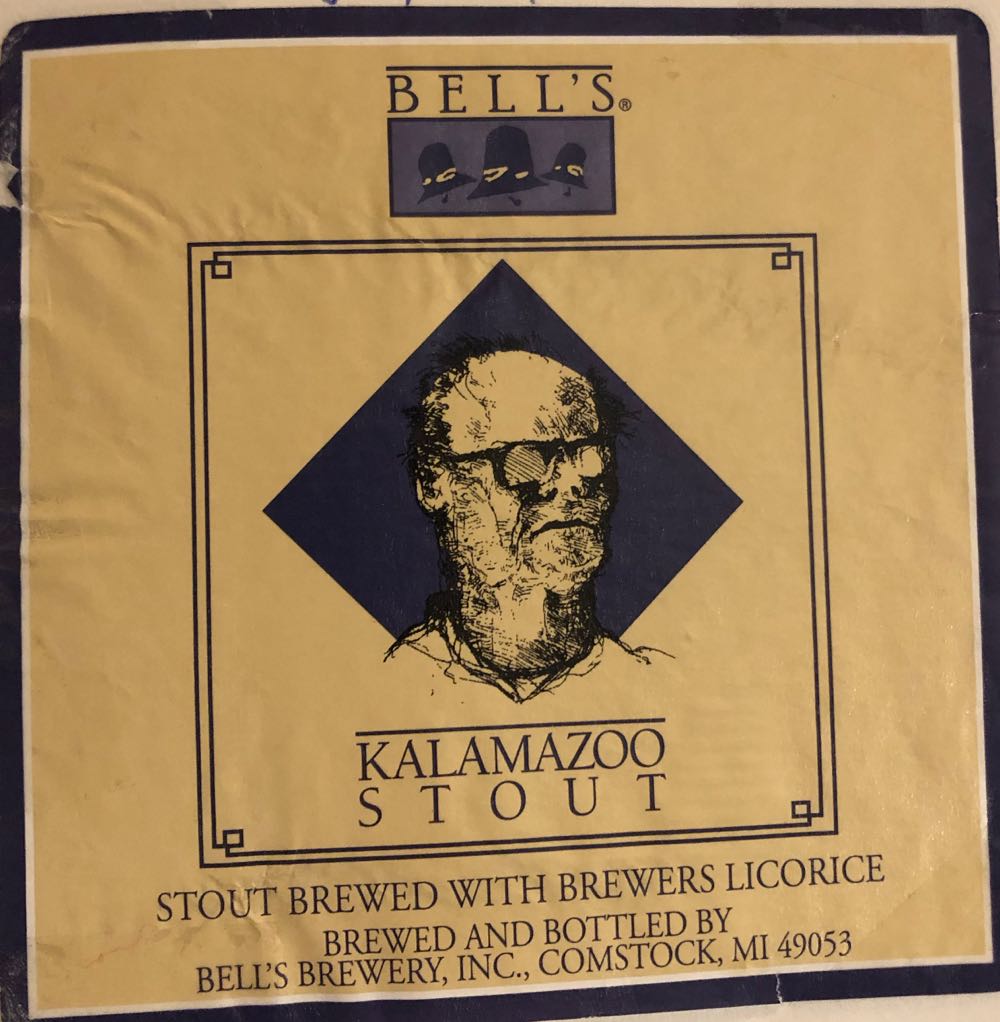 BELL'S®
KALAMAZOO
STOUT
STOUT BREWED WITH BREWERS LICORICE
BREWED AND BOTTLED BY
BELL'S BREWERY, INC., COMSTOCK, MI 49053